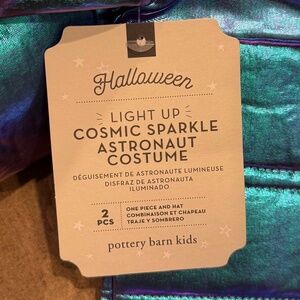 Halloween
LIGHT UP
COSMIC SPARKLE
ASTRONAUT
COSTUME
DÉGUISEMENT DE ASTRONAUTE LUMINEUSE
DISFRAZ DE ASTRONAUTA
ILUMINADO
2
PCS
ONE PIECE AND HAT
COMBINAISON ET CHAPEAU
TRAJE Y SOMBRERO
pottery barn kids